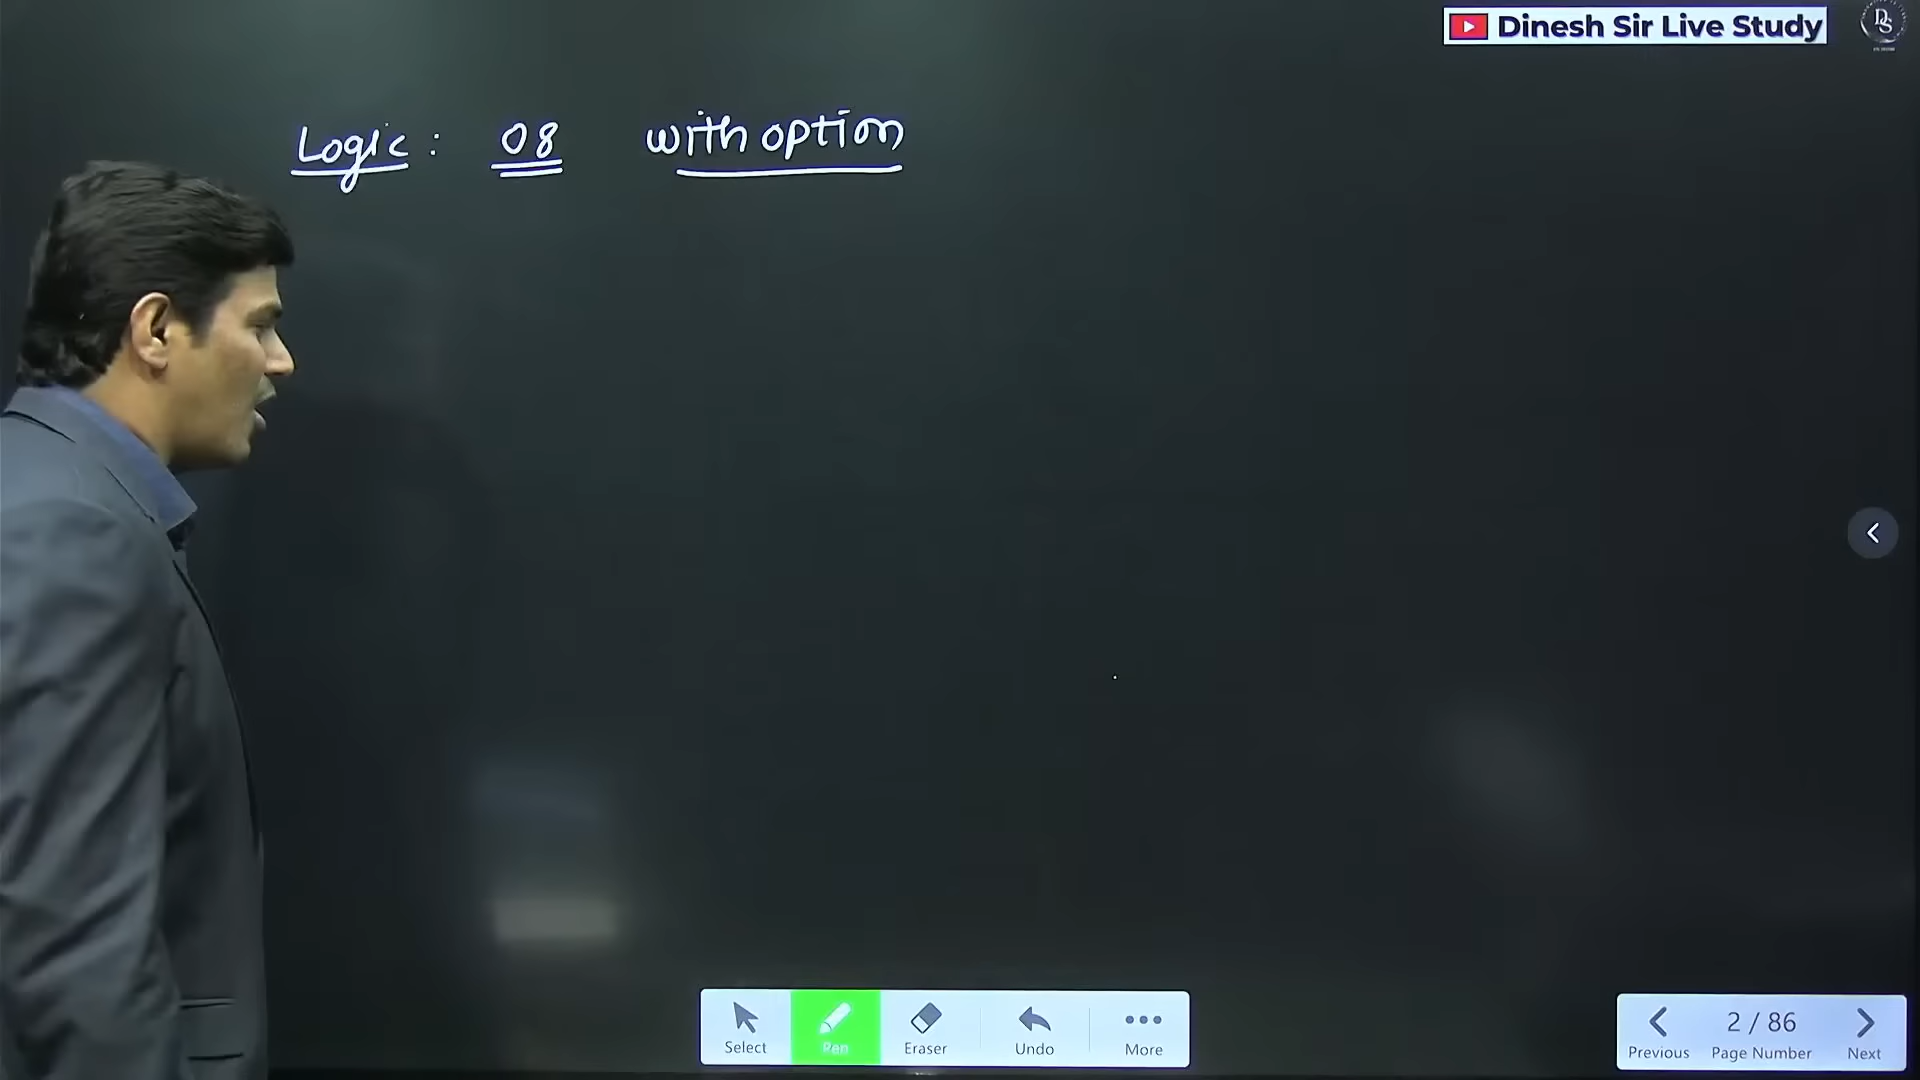 Dinesh Sir Live Study
DS
Logic : 08 with option
Select
Pen
Eraser
Undo
More
2 / 86
Previous
Page Number
Next